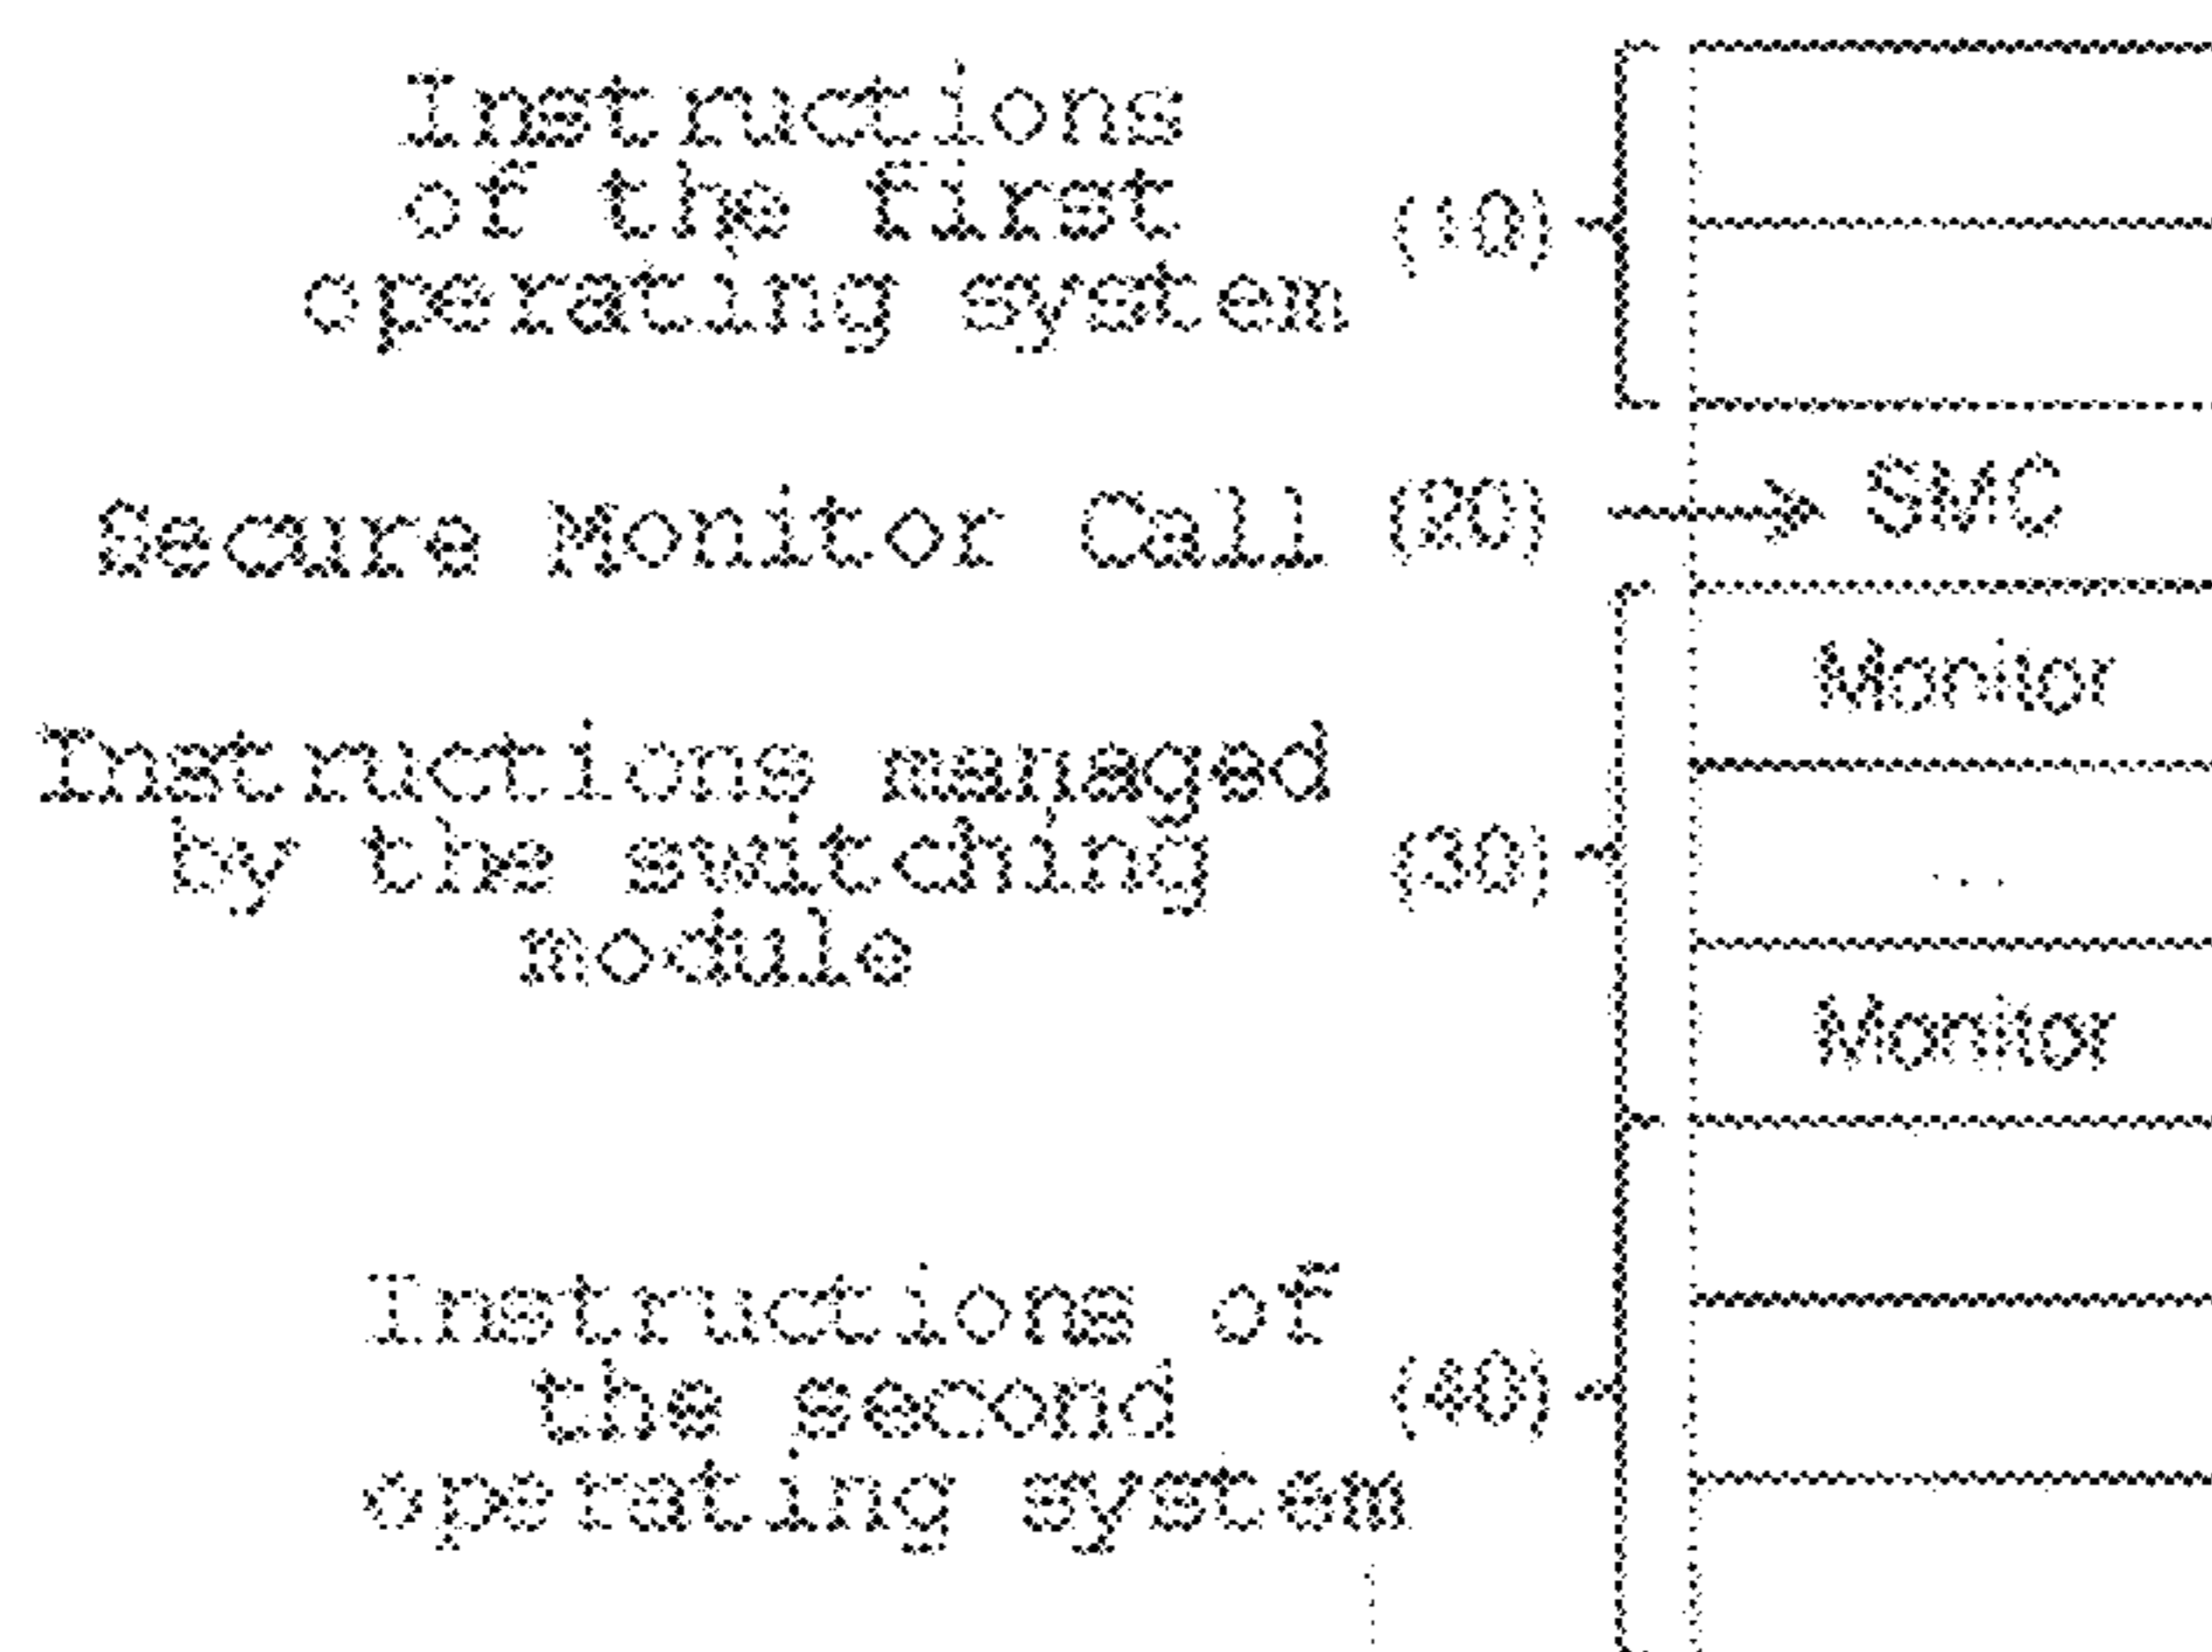 Instructions
of the first
operating system (10)
Secure Monitor Call (20) SMC
Monitor
Instructions managed
by the switching (30)
...
module
Monitor
Instructions of
the second (40)
operating system